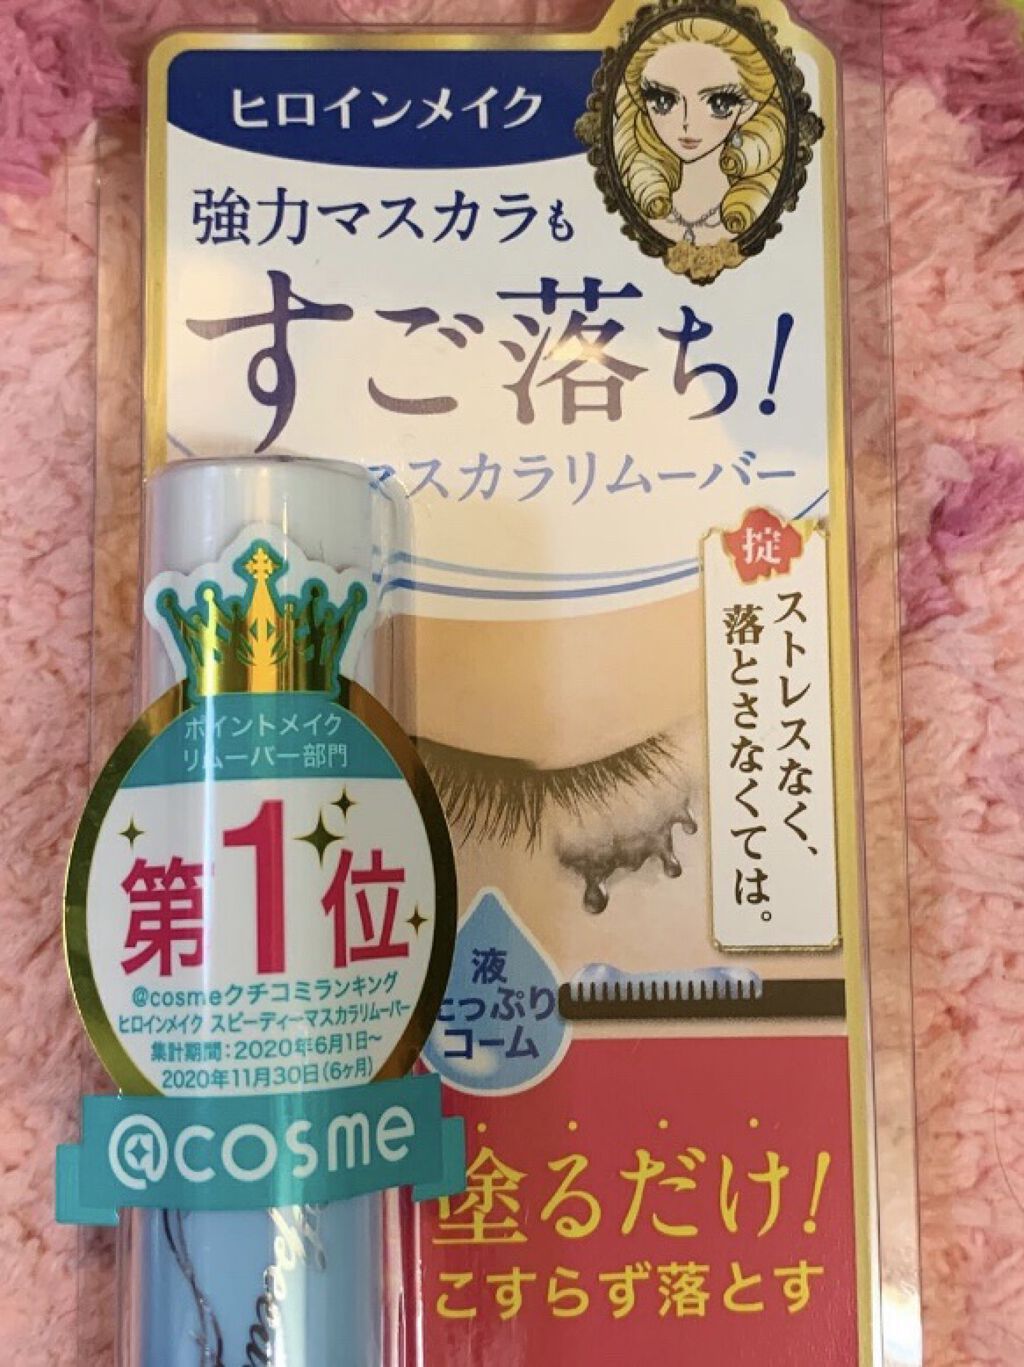 ヒロインメイク
強力マスカラも
すご落ち!
マスカラリムーバー
掟
ストレスなく、
落とさなくては。
ポイントメイク
リムーバー部門
第1位
@cosmeクチコミランキング
ヒロインメイク スピーディーマスカラリムーバー
集計期間:2020年6月1日~
2020年11月30日(6ヶ月)
@cosme
液
たっぷり
コーム
塗るだけ!
こすらず落とす